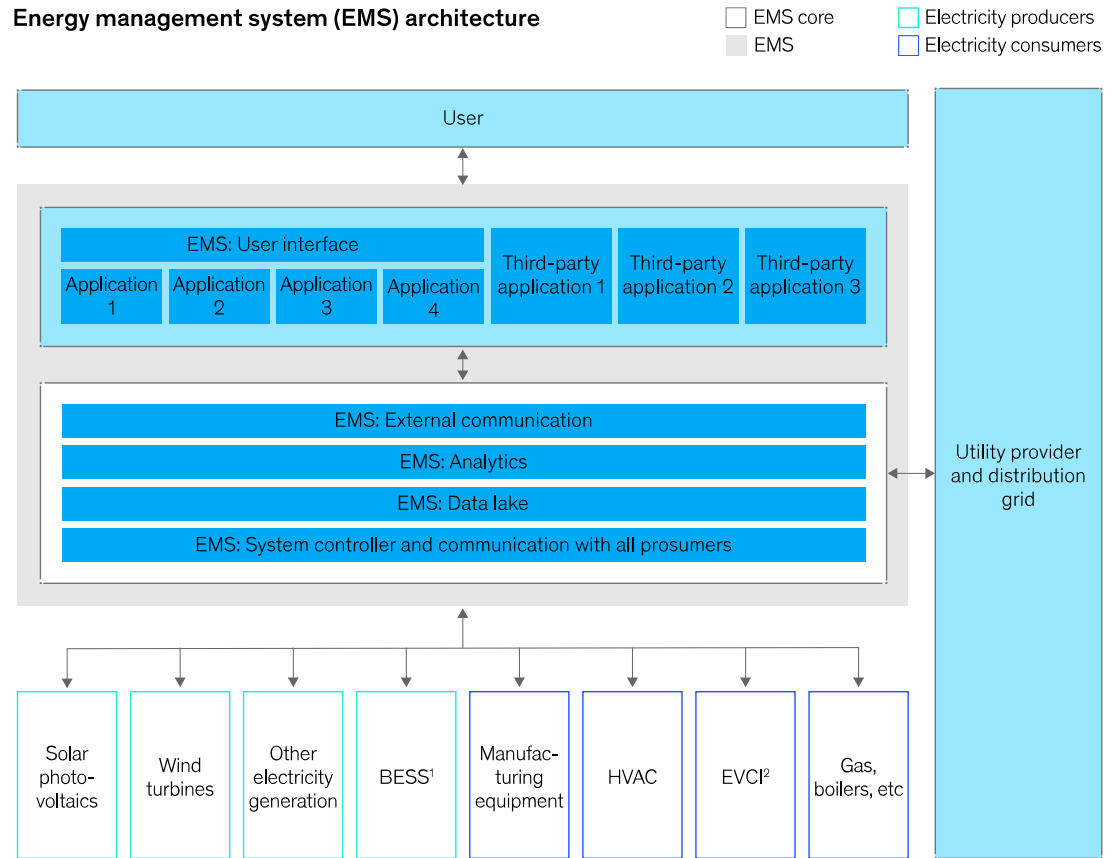 Energy management system (EMS) architecture
EMS core
Electricity producers
EMS
Electricity consumers
User
EMS: User interface
Application
1
Application
2
Application
3
Application
4
Third-party
application 1
Third-party
application 2
Third-party
application 3
EMS: External communication
EMS: Analytics
EMS: Data lake
EMS: System controller and communication with all prosumers
Utility provider
and distribution
grid
Solar
photo-
voltaics
Wind
turbines
Other
electricity
generation
BESS¹
Manufac-
turing
equipment
HVAC
EVCI²
Gas,
boilers, etc